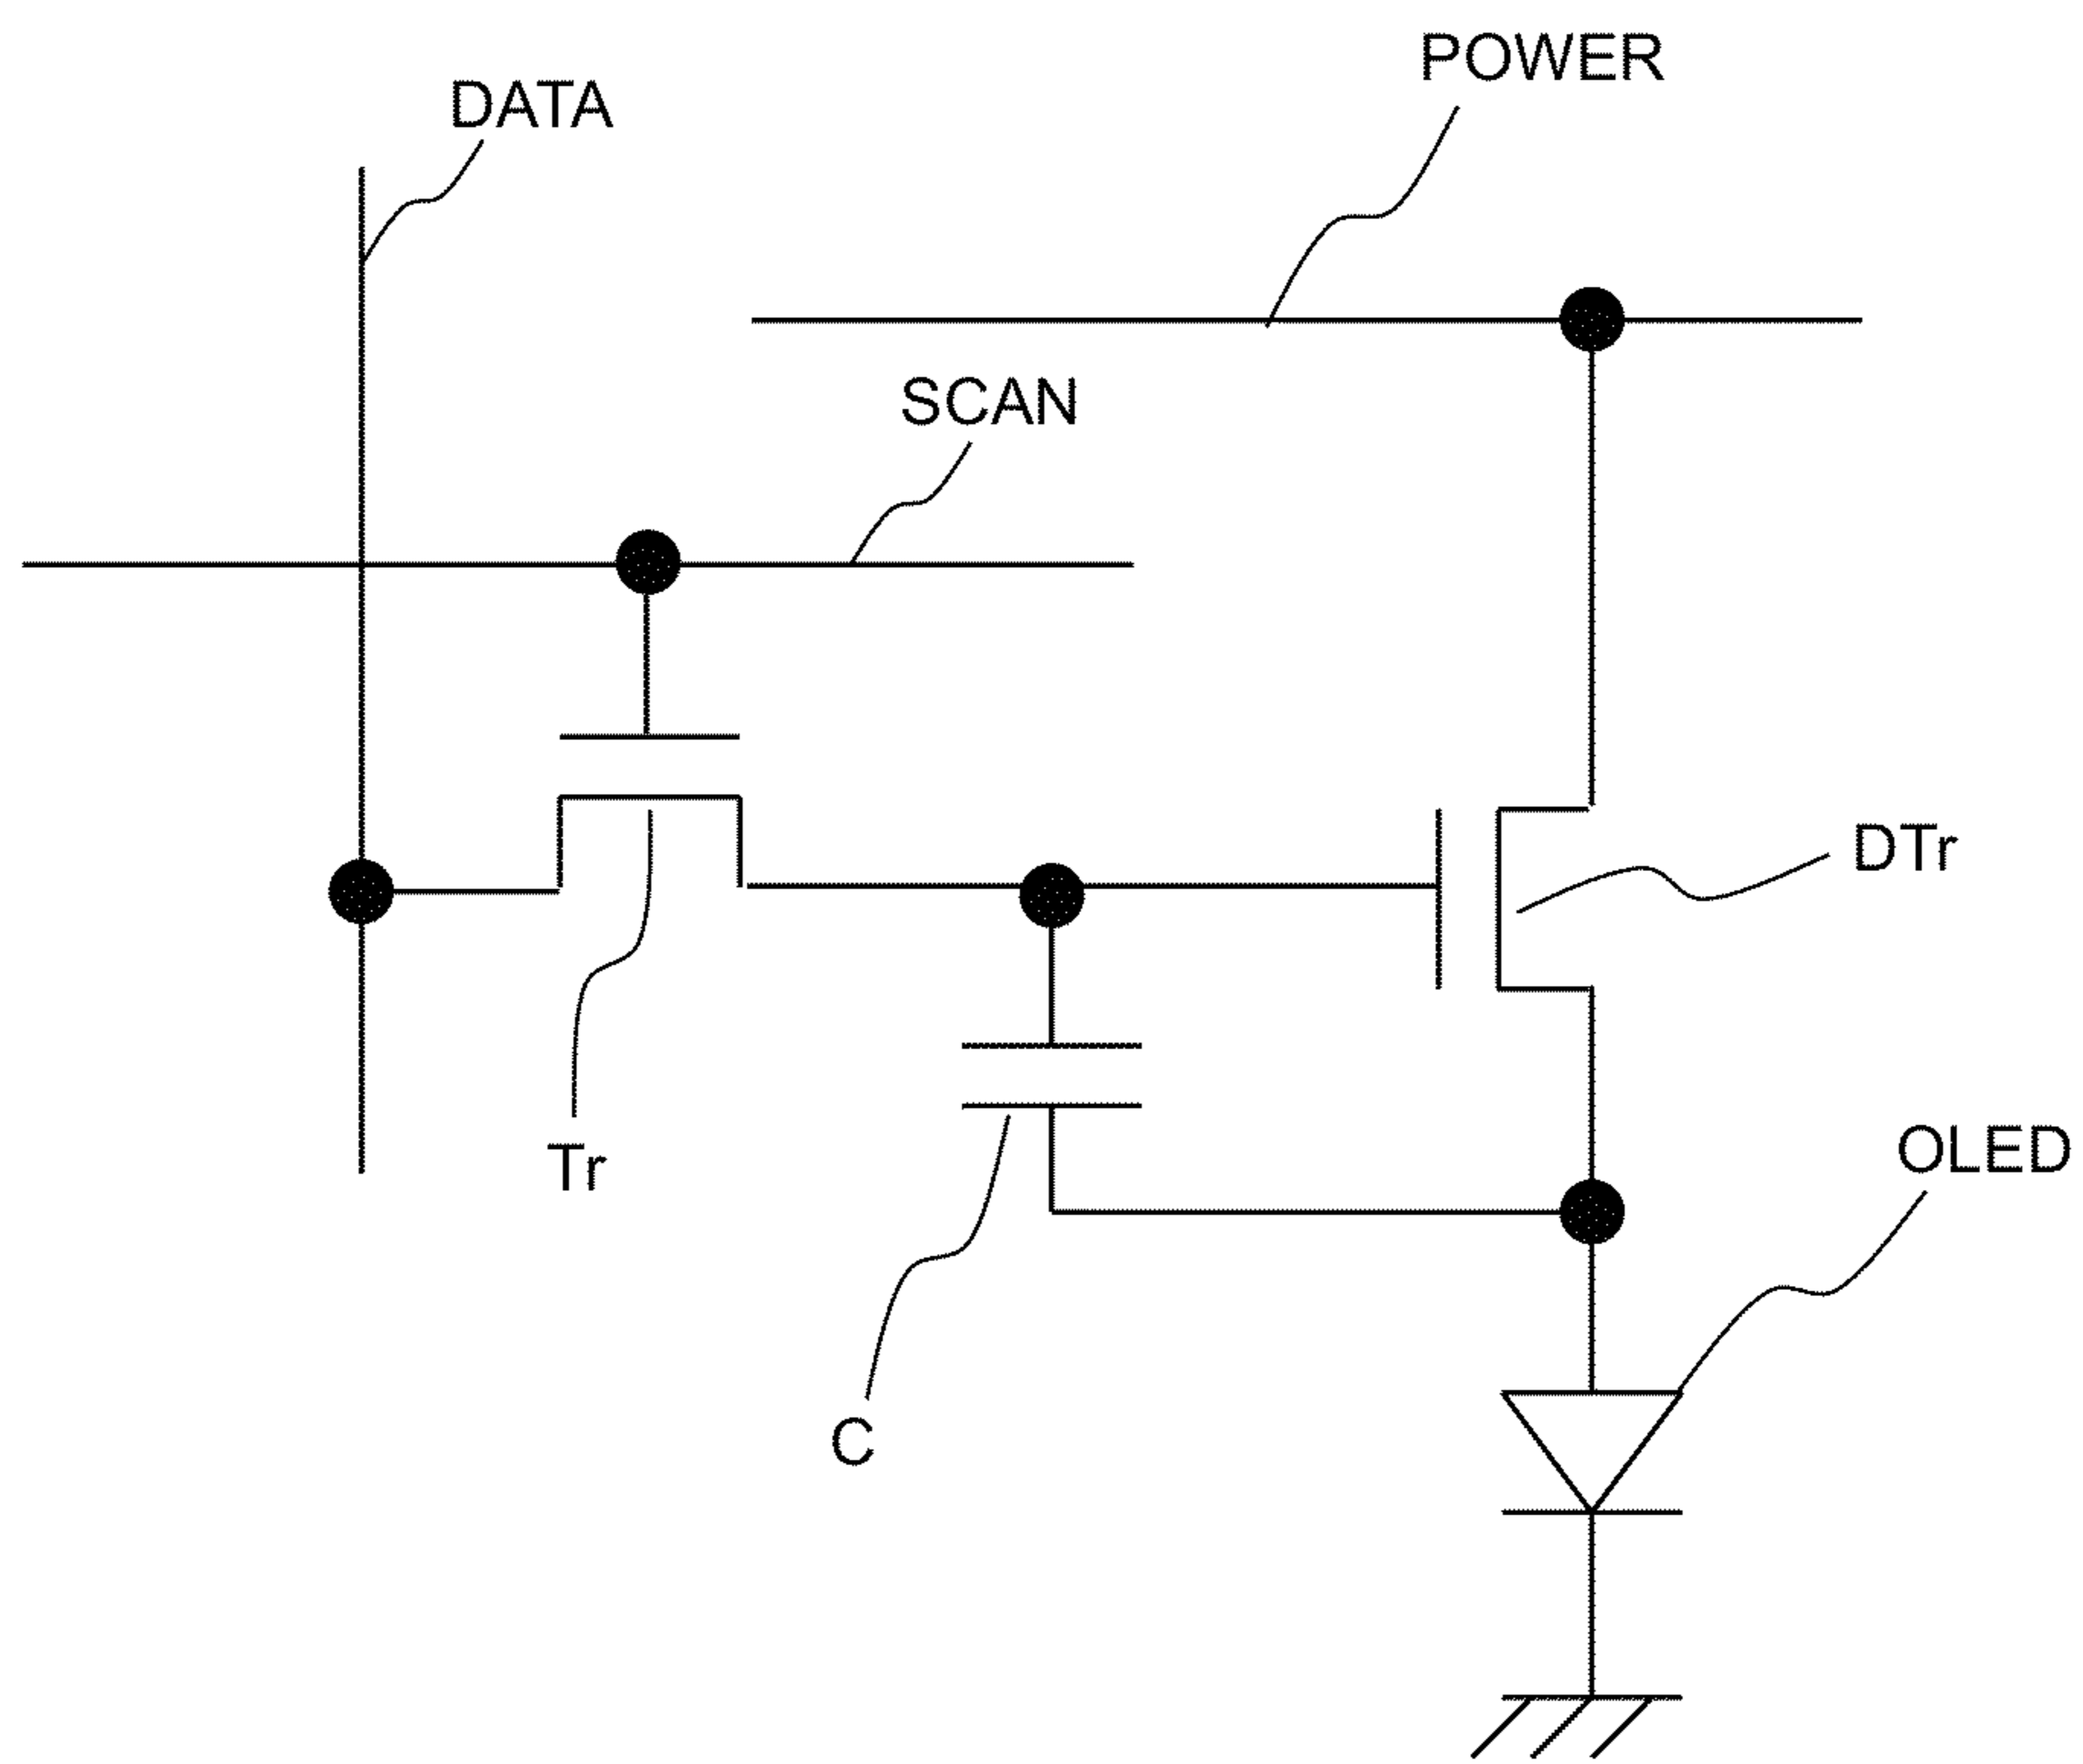 POWER
DATA
SCAN
DTr
OLED
Tr
C